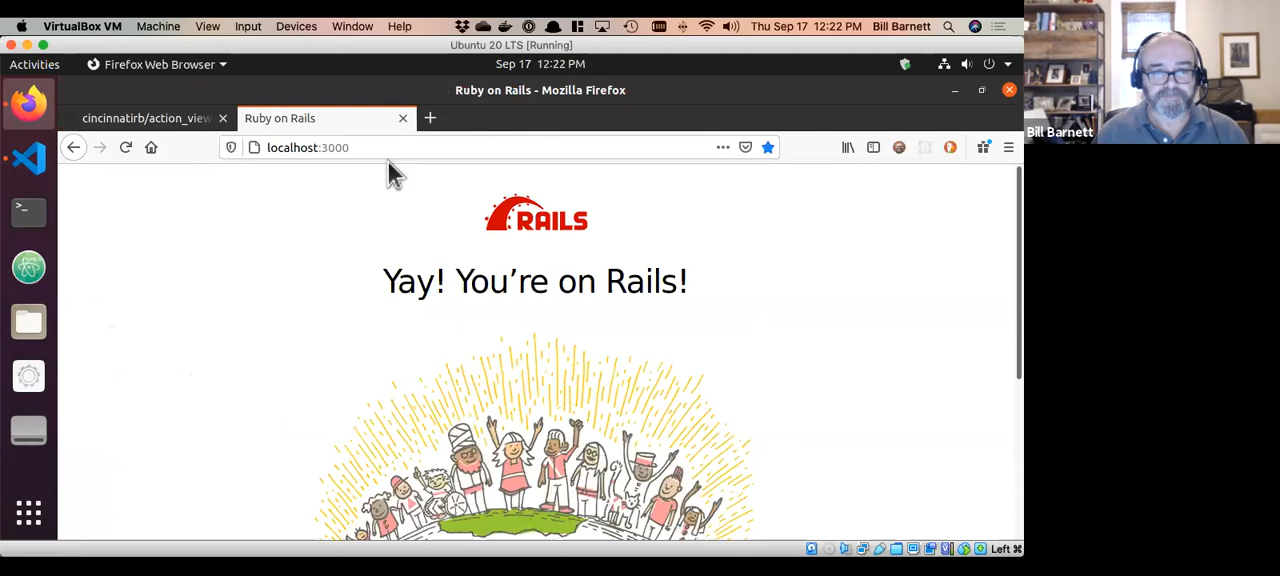 VirtualBox VM Machine View Input Devices Window Help Thu Sep 17 12:22 PM Bill Barnett
Ubuntu 20 LTS [Running]
Activities Firefox Web Browser Sep 17 12:22 PM
Ruby on Rails - Mozilla Firefox
cincinnatirb/action_view Ruby on Rails
localhost:3000
Bill Barnett
RAILS
Yay! You’re on Rails!
Left ⌘